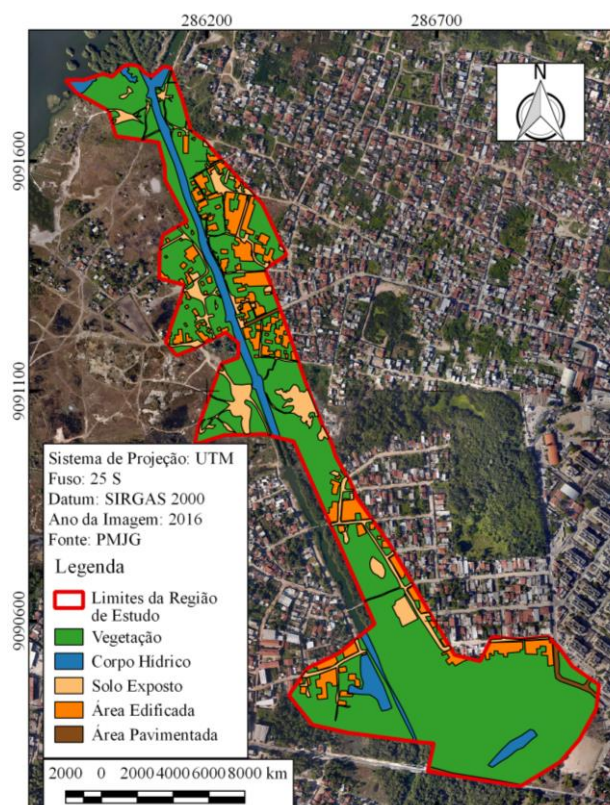 286200
286700
N
9091600
9091100
9090600
Sistema de Projeção: UTM
Fuso: 25 S
Datum: SIRGAS 2000
Ano da Imagem: 2016
Fonte: PMJG
Legenda
Limites da Região
de Estudo
Vegetação
Corpo Hídrico
Solo Exposto
Área Edificada
Área Pavimentada
2000 0 2000 4000 6000 8000 km